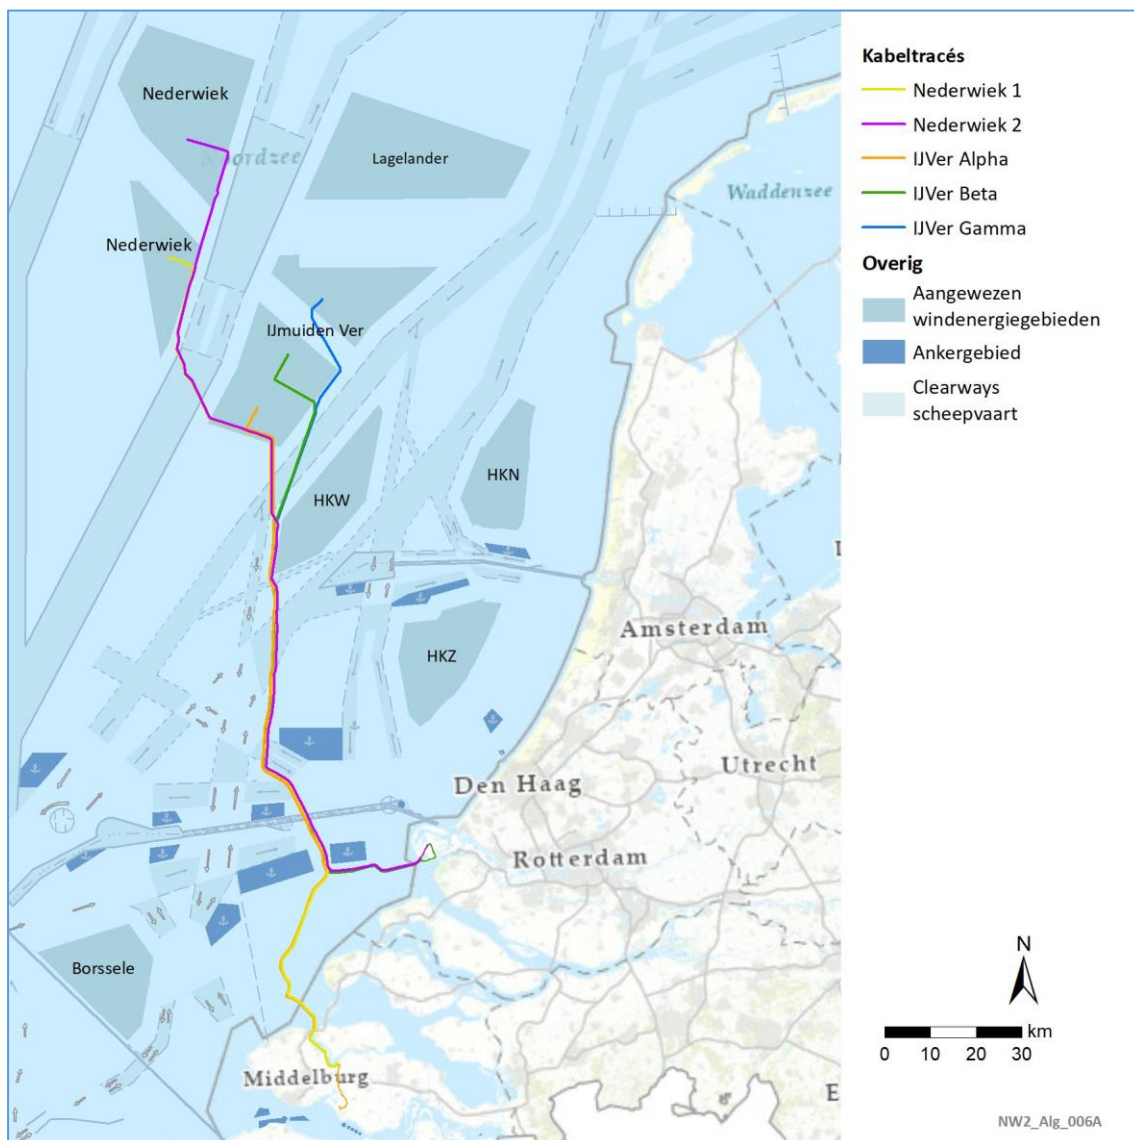 Nederwiek
Noordzee
Lagelander
Waddenzee
Nederwiek
IJmuiden Ver
HKW
HKN
Amsterdam
HKZ
Utrecht
Den Haag
Rotterdam
Borssele
Middelburg
E
Kabeltracés
Nederwiek 1
Nederwiek 2
IJVer Alpha
IJVer Beta
IJVer Gamma
Overig
Aangewezen
windenergiegebieden
Ankergebied
Clearways
scheepvaart
N
km
0 10 20 30
NW2_Alg_006A